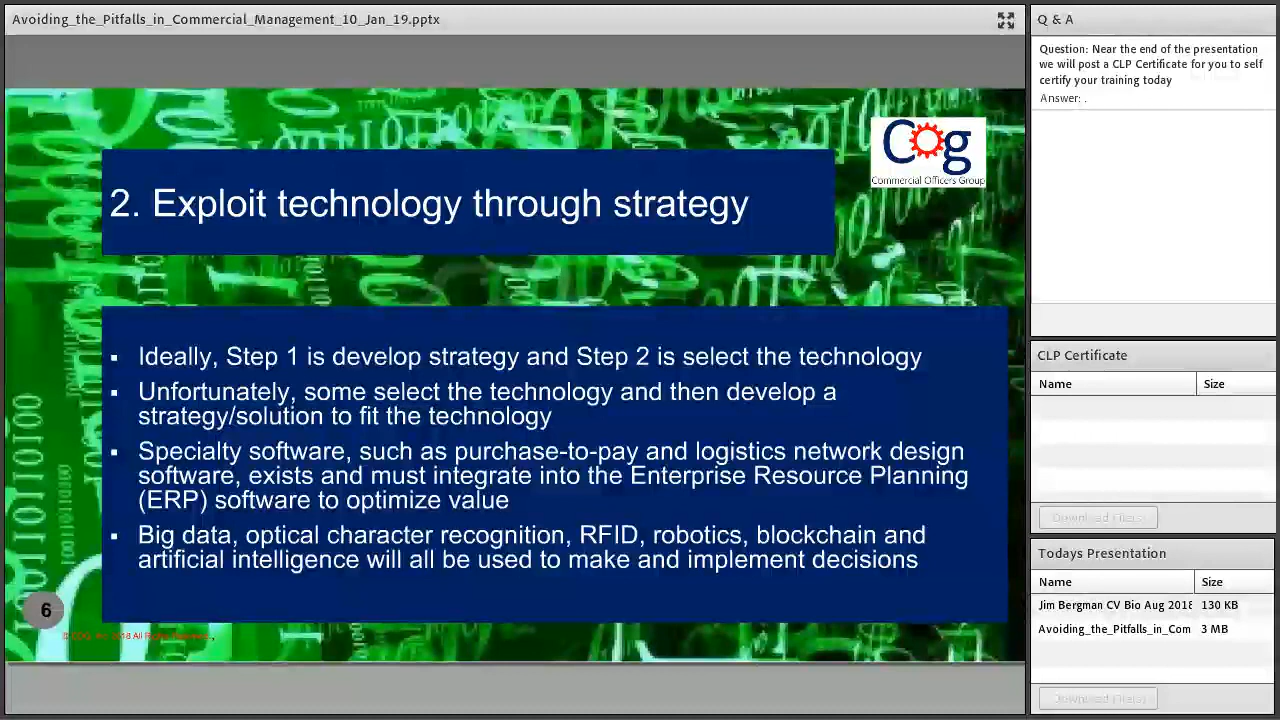 Avoiding_the_Pitfalls_in_Commercial_Management_10_Jan_19.pptx
Cog
Commercial Officers Group
2. Exploit technology through strategy
▪ Ideally, Step 1 is develop strategy and Step 2 is select the technology
▪ Unfortunately, some select the technology and then develop a
strategy/solution to fit the technology
▪ Specialty software, such as purchase-to-pay and logistics network design
software, exists and must integrate into the Enterprise Resource Planning
(ERP) software to optimize value
▪ Big data, optical character recognition, RFID, robotics, blockchain and
artificial intelligence will all be used to make and implement decisions
6
Q & A
Question: Near the end of the presentation
we will post a CLP Certificate for you to self
certify your training today
Answer: .
CLP Certificate
Name Size
Download File(s)
Todays Presentation
Name Size
Jim Bergman CV Bio Aug 2018 130 KB
Avoiding_the_Pitfalls_in_Com 3 MB
Download File(s)